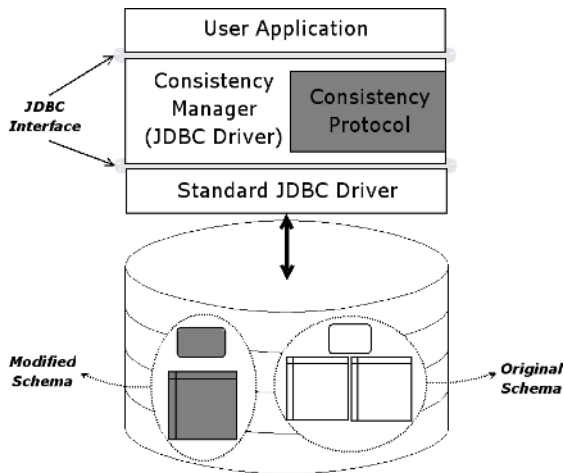 User Application
JDBC
Interface
Consistency
Manager
(JDBC Driver)
Consistency
Protocol
Standard JDBC Driver
Modified
Schema
Original
Schema